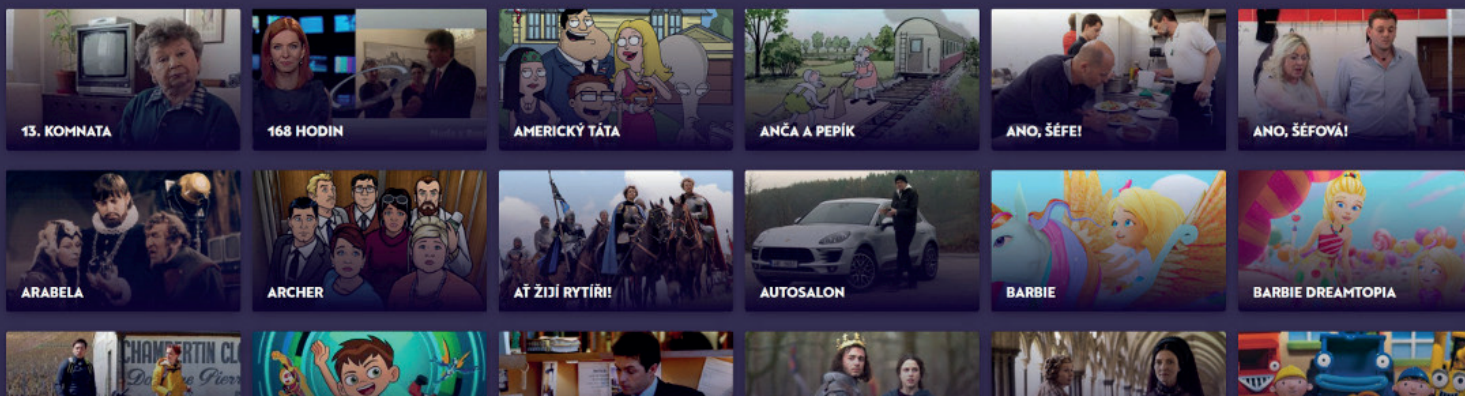 13. KOMNATA
168 HODIN
AMERICKÝ TÁTA
ANČA A PEPÍK
ANO, ŠÉFE!
ANO, ŠÉFOVÁ!
ARABELA
ARCHER
AŤ ŽIJÍ RYTÍŘI!
AUTOSALON
BARBIE
BARBIE DREAMTOPIA